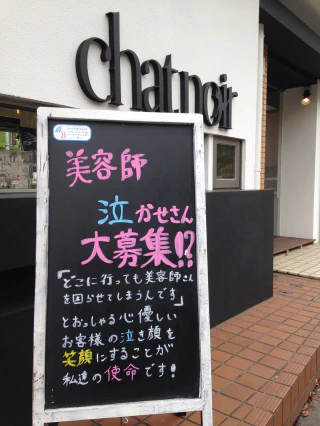 chat noir
美容師
泣かせさん
大募集!?
「どこに行っても美容師さん
を困らせてしまうんです」
とおっしゃる心優しい
お客様の泣き顔を
笑顔にすることが
私達の使命です!